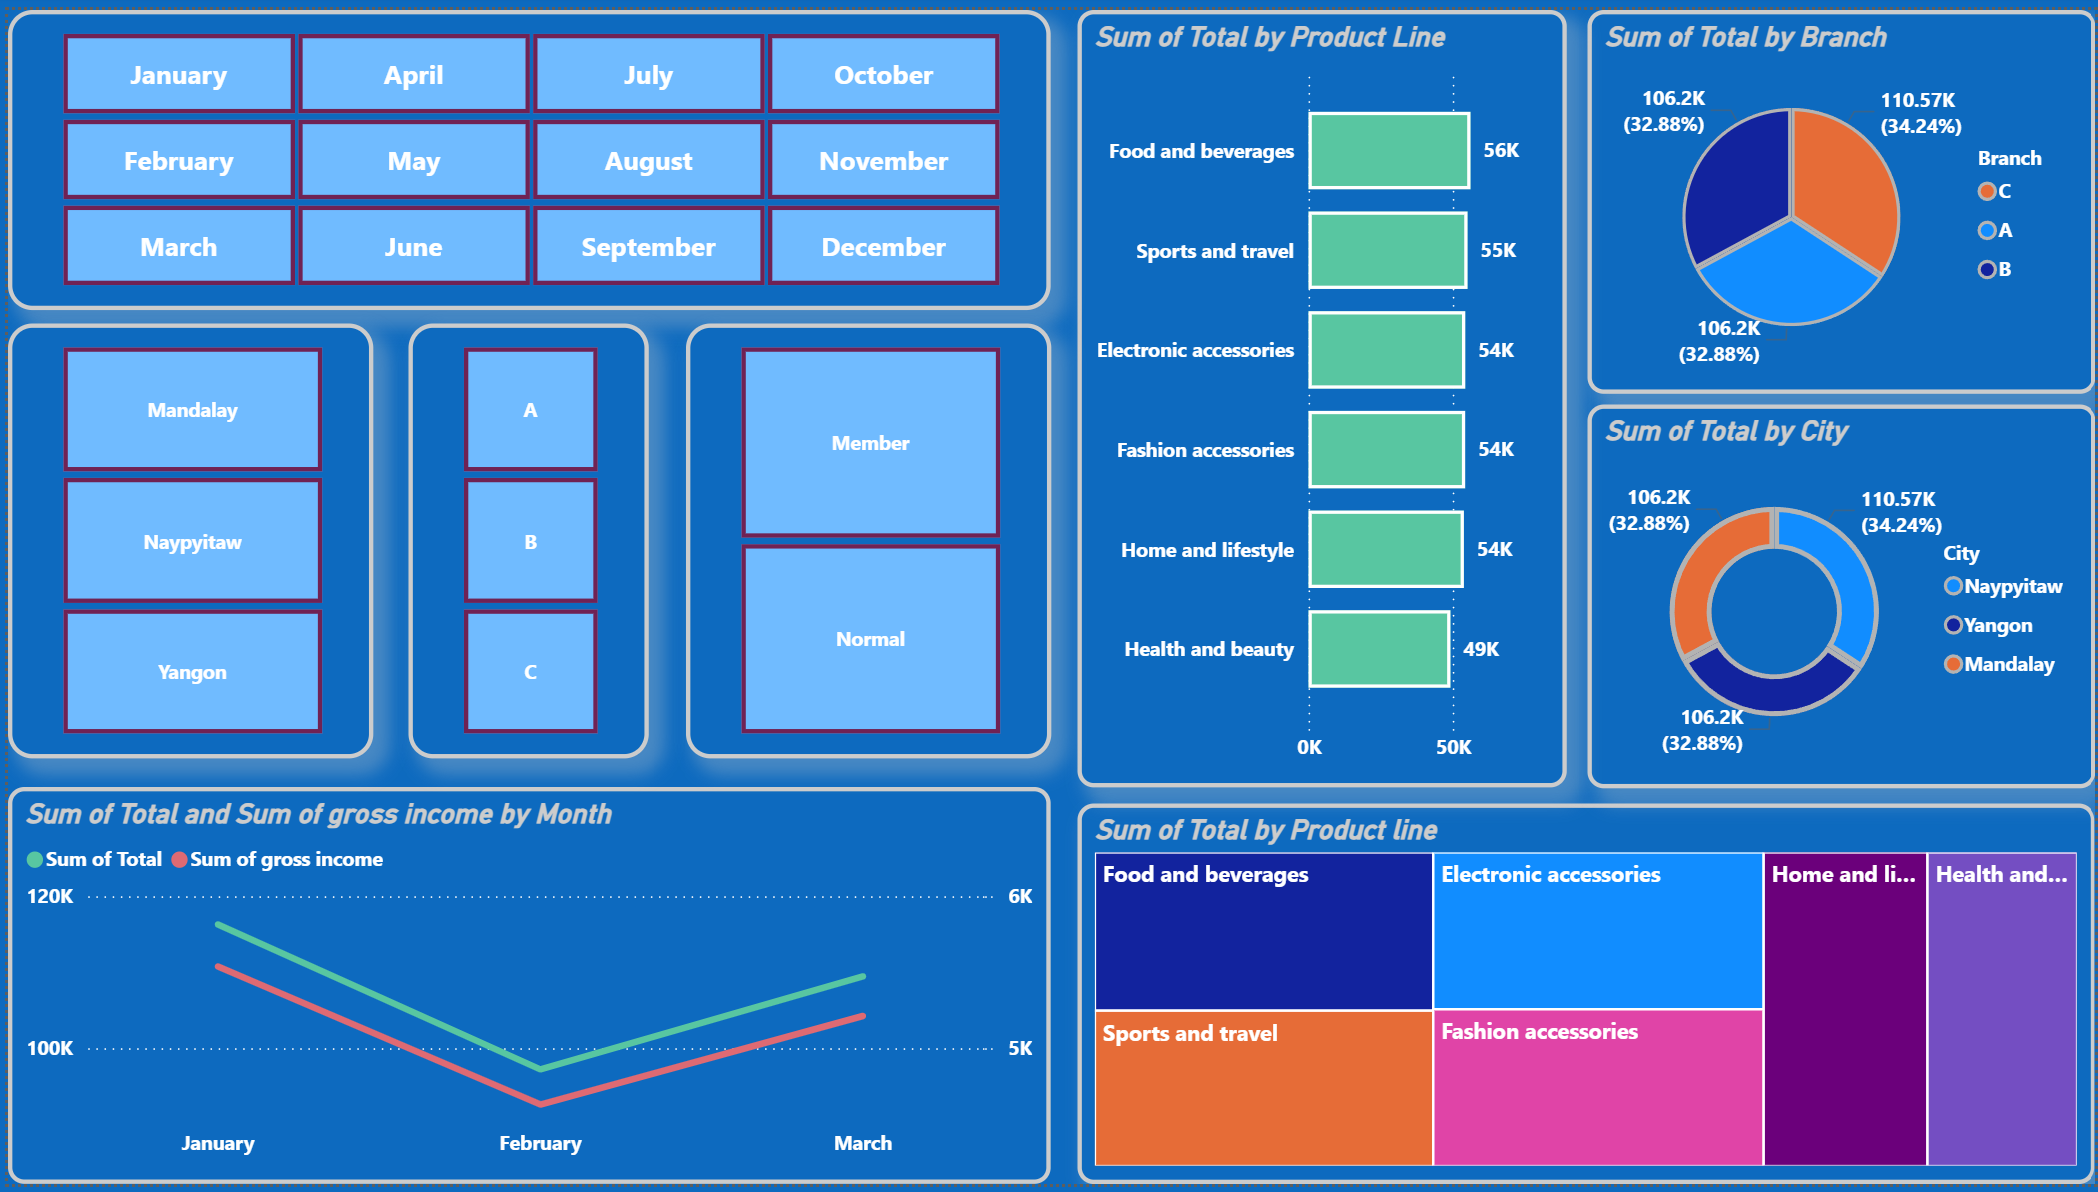 January
April
July
October
February
May
August
November
March
June
September
December
Mandalay
Naypyitaw
Yangon
A
B
C
Member
Normal
Sum of Total and Sum of gross income by Month
Sum of Total
Sum of gross income
120K
100K
6K
5K
January
February
March
Sum of Total by Product Line
Food and beverages
56K
Sports and travel
55K
Electronic accessories
54K
Fashion accessories
54K
Home and lifestyle
54K
Health and beauty
49K
0K
50K
Sum of Total by Branch
106.2K
(32.88%)
110.57K
(34.24%)
106.2K
(32.88%)
Branch
C
A
B
Sum of Total by City
106.2K
(32.88%)
110.57K
(34.24%)
106.2K
(32.88%)
City
Naypyitaw
Yangon
Mandalay
Sum of Total by Product line
Food and beverages
Sports and travel
Electronic accessories
Fashion accessories
Home and li...
Health and...